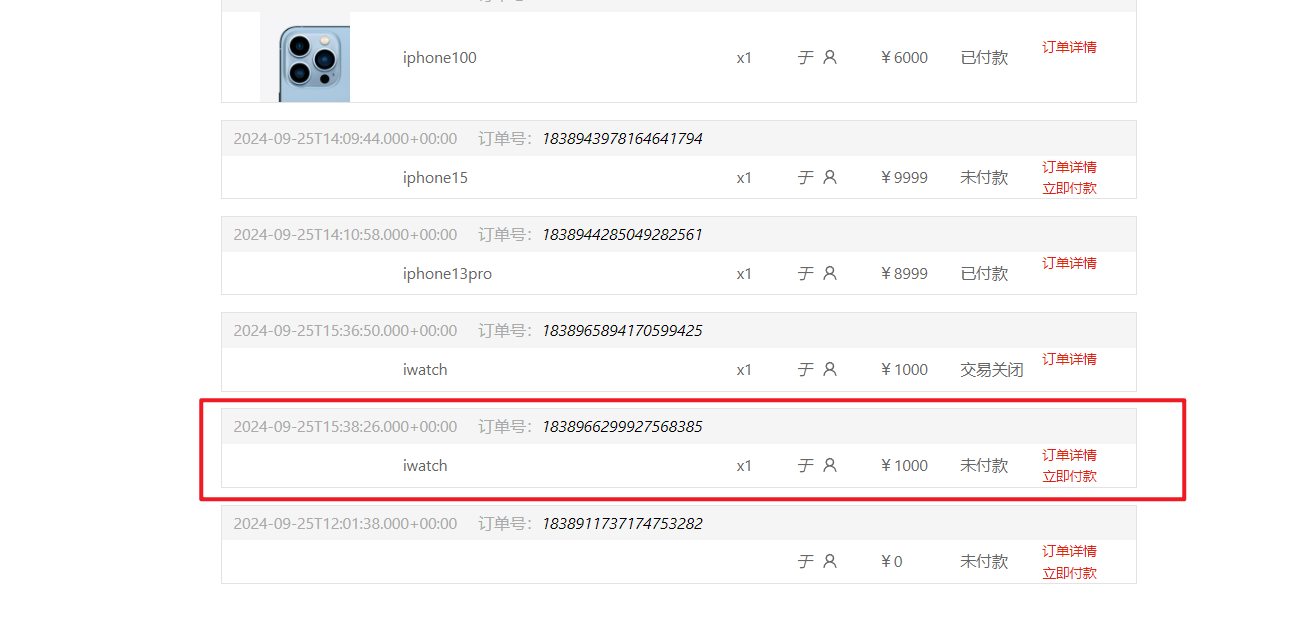 iphone100 x1 于 ¥6000 已付款 订单详情
2024-09-25T14:09:44.000+00:00 订单号: 1838943978164641794
iphone15 x1 于 ¥9999 未付款 订单详情
立即付款
2024-09-25T14:10:58.000+00:00 订单号: 1838944285049282561
iphone13pro x1 于 ¥8999 已付款 订单详情
2024-09-25T15:36:50.000+00:00 订单号: 1838965894170599425
iwatch x1 于 ¥1000 交易关闭 订单详情
2024-09-25T15:38:26.000+00:00 订单号: 1838966299927568385
iwatch x1 于 ¥1000 未付款 订单详情
立即付款
2024-09-25T12:01:38.000+00:00 订单号: 1838911737174753282
于 ¥0 未付款 订单详情
立即付款